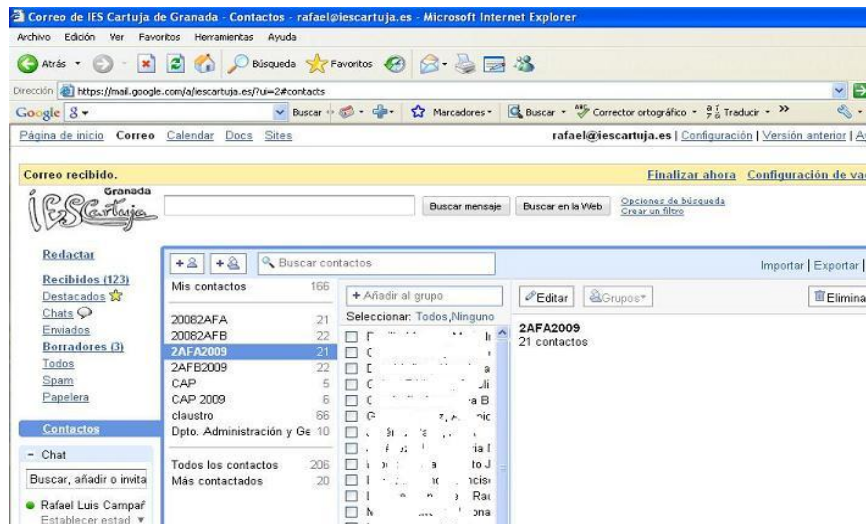 Correo de IES Cartuja de Granada - Contactos - rafael@iescartuja.es - Microsoft Internet Explorer
Archivo Edición Ver Favoritos Herramientas Ayuda
Atrás Búsqueda Favoritos
Dirección https://mail.google.com/a/iescartuja.es/?ui=2#contacts
Google Buscar Marcadores Buscar Corrector ortográfico Traducir »
Página de inicio Correo Calendar Docs Sites rafael@iescartuja.es | Configuración | Versión anterior |
Correo recibido. Finalizar ahora Configuración de
Granada
IES Cartuja
Buscar mensaje Buscar en la Web Opciones de búsqueda
Crear un filtro
Redactar
Buscar contactos Importar | Exportar |
Recibidos (123)
Destacados
Chats
Enviados
Borradores (3)
Todos
Spam
Papelera
Contactos
Mis contactos 166
20082AFA 21
20082AFB 22
2AFA2009 21
2AFB2009 22
CAP 5
CAP 2009 6
claustro 66
Dpto. Administración y Ge 10
Todos los contactos 206
Más contactados 20
+ Añadir al grupo
Seleccionar: Todos, Ninguno
Editar Grupos Elimina
2AFA2009
21 contactos
− Chat
Buscar, añadir o invita
Rafael Luis Campañ
Establecer estad